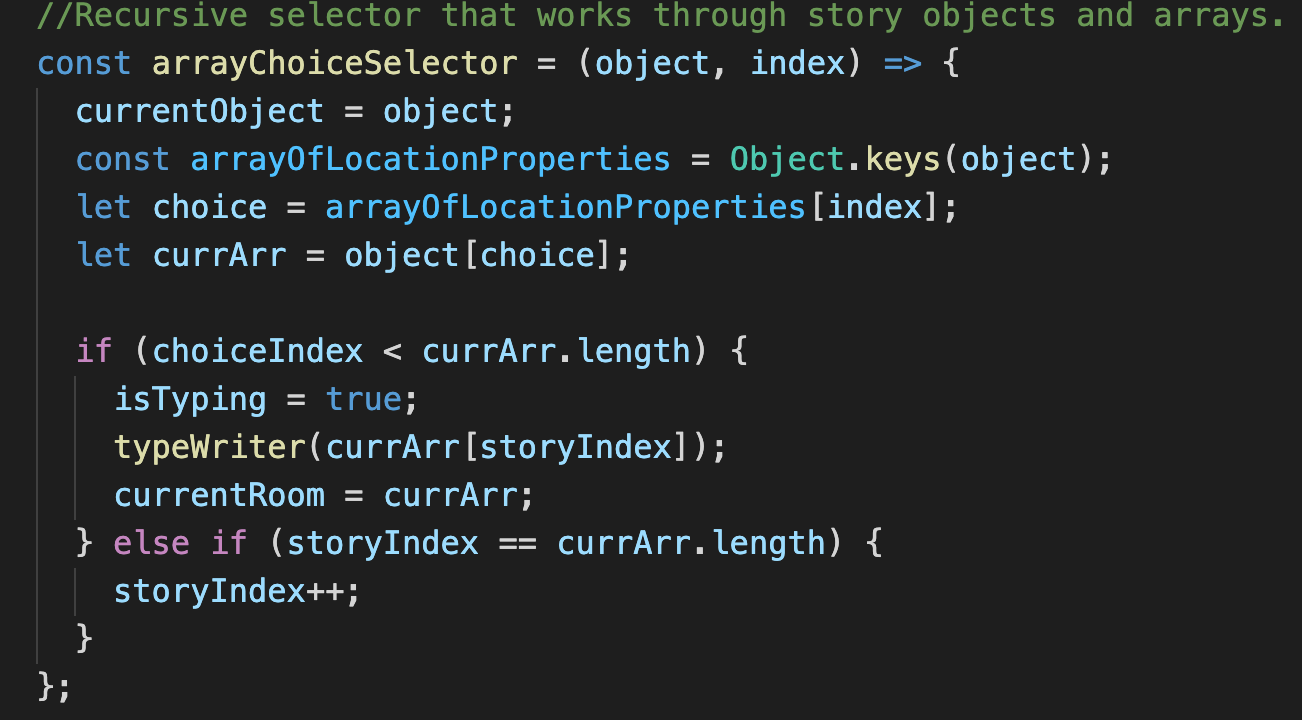 //Recursive selector that works through story objects and arrays.
const arrayChoiceSelector = (object, index) => {
  currentObject = object;
  const arrayOfLocationProperties = Object.keys(object);
  let choice = arrayOfLocationProperties[index];
  let currArr = object[choice];

  if (choiceIndex < currArr.length) {
    isTyping = true;
    typeWriter(currArr[storyIndex]);
    currentRoom = currArr;
  } else if (storyIndex == currArr.length) {
    storyIndex++;
  }
};